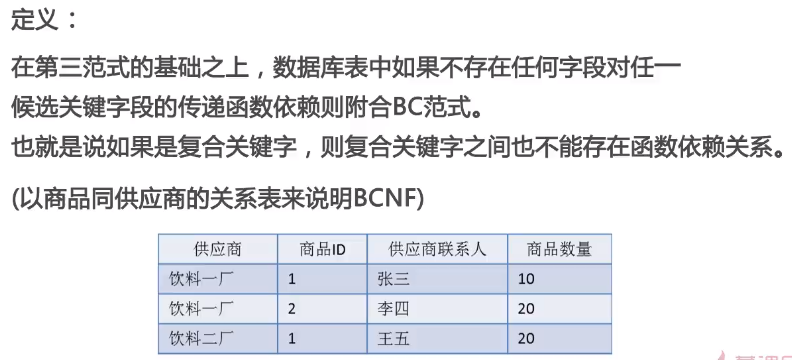 定义：
在第三范式的基础之上，数据库表中如果不存在任何字段对任一
候选关键字段的传递函数依赖则附合BC范式。
也就是说如果是复合关键字，则复合关键字之间也不能存在函数依赖关系。
(以商品同供应商的关系表来说明BCNF)
供应商 商品ID 供应商联系人 商品数量
饮料一厂 1 张三 10
饮料一厂 2 李四 20
饮料二厂 1 王五 20